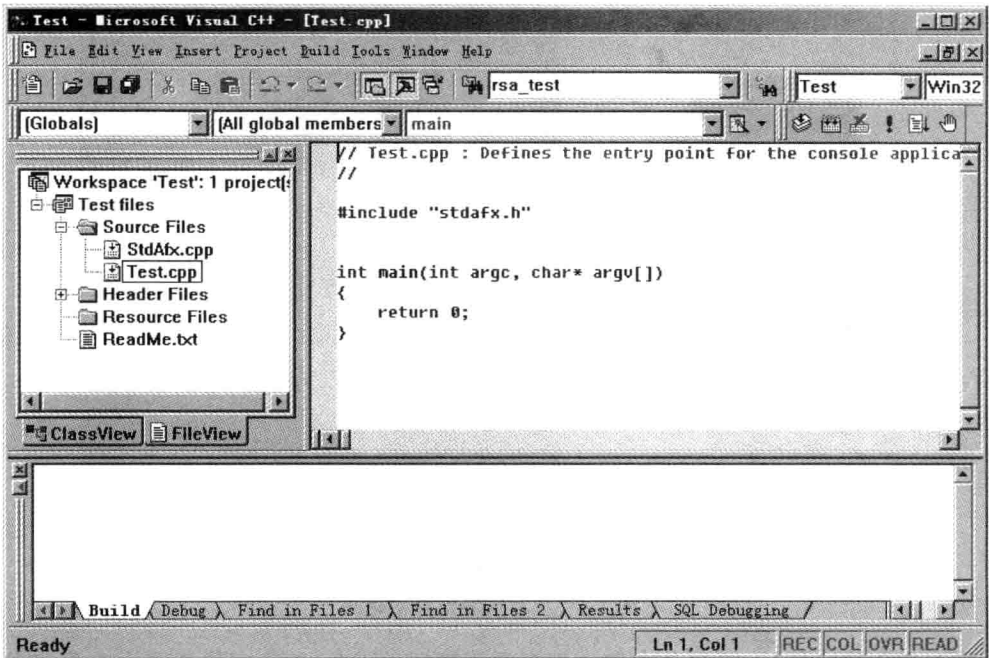 Test - Microsoft Visual C++ - [Test.cpp]
File Edit View Insert Project Build Tools Window Help
rsa_test Test Win32
(Globals) (All global members main
Workspace 'Test': 1 project(s
Test files
Source Files
StdAfx.cpp
Test.cpp
Header Files
Resource Files
ReadMe.txt
ClassView FileView
// Test.cpp : Defines the entry point for the console applica
//
#include "stdafx.h"
int main(int argc, char* argv[])
{
return 0;
}
Build Debug Find in Files 1 Find in Files 2 Results SQL Debugging
Ready Ln 1, Col 1 REC COL OVR READ